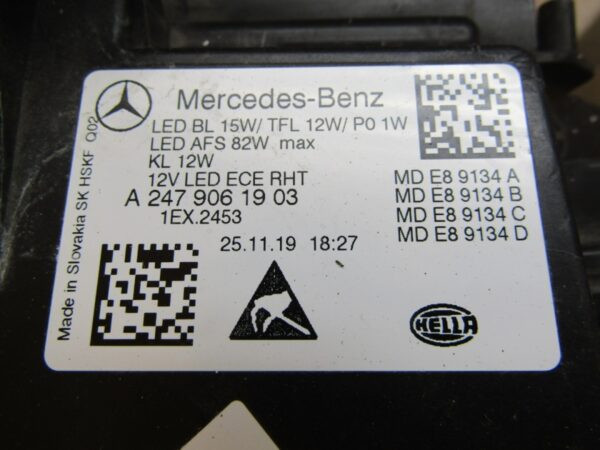 Mercedes-Benz
LED BL 15W/ TFL 12W/ P0 1W
LED AFS 82W max
KL 12W
12V LED ECE RHT
A 247 906 19 03
1EX.2453
25.11.19 18:27
MD E8 9134 A
MD E8 9134 B
MD E8 9134 C
MD E8 9134 D
HELLA
Made in Slovakia SK HSKF Q02